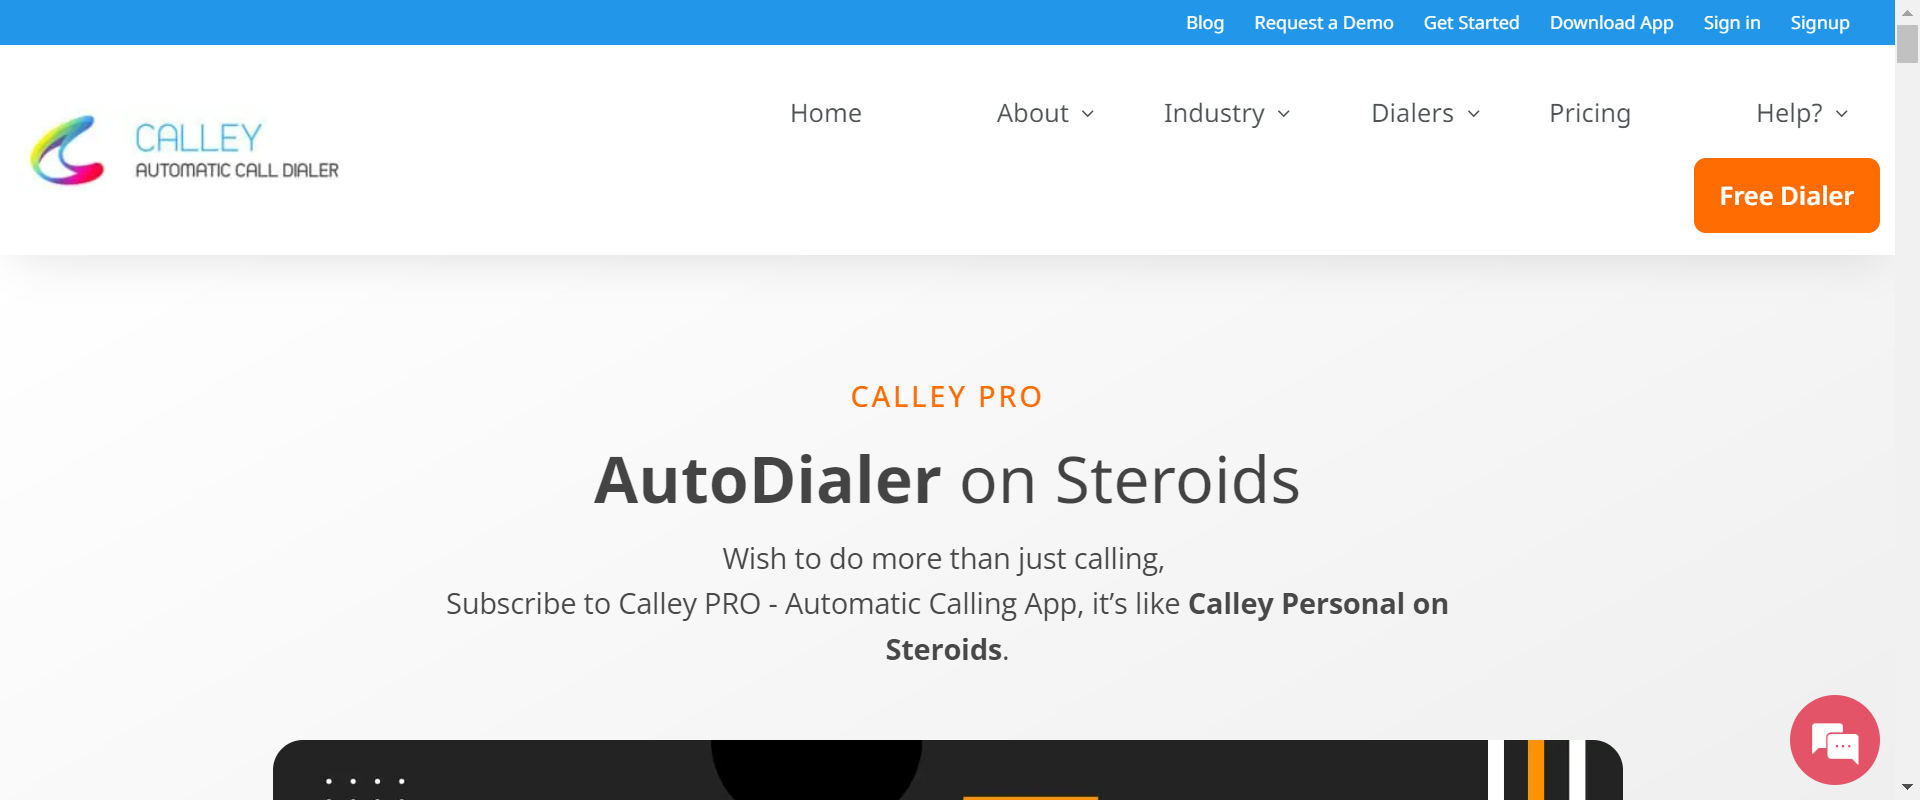 Blog Request a Demo Get Started Download App Sign in Signup
CALLEY
AUTOMATIC CALL DIALER
Home About Industry Dialers Pricing Help?
Free Dialer
CALLEY PRO
AutoDialer on Steroids
Wish to do more than just calling,
Subscribe to Calley PRO - Automatic Calling App, it’s like Calley Personal on
Steroids.